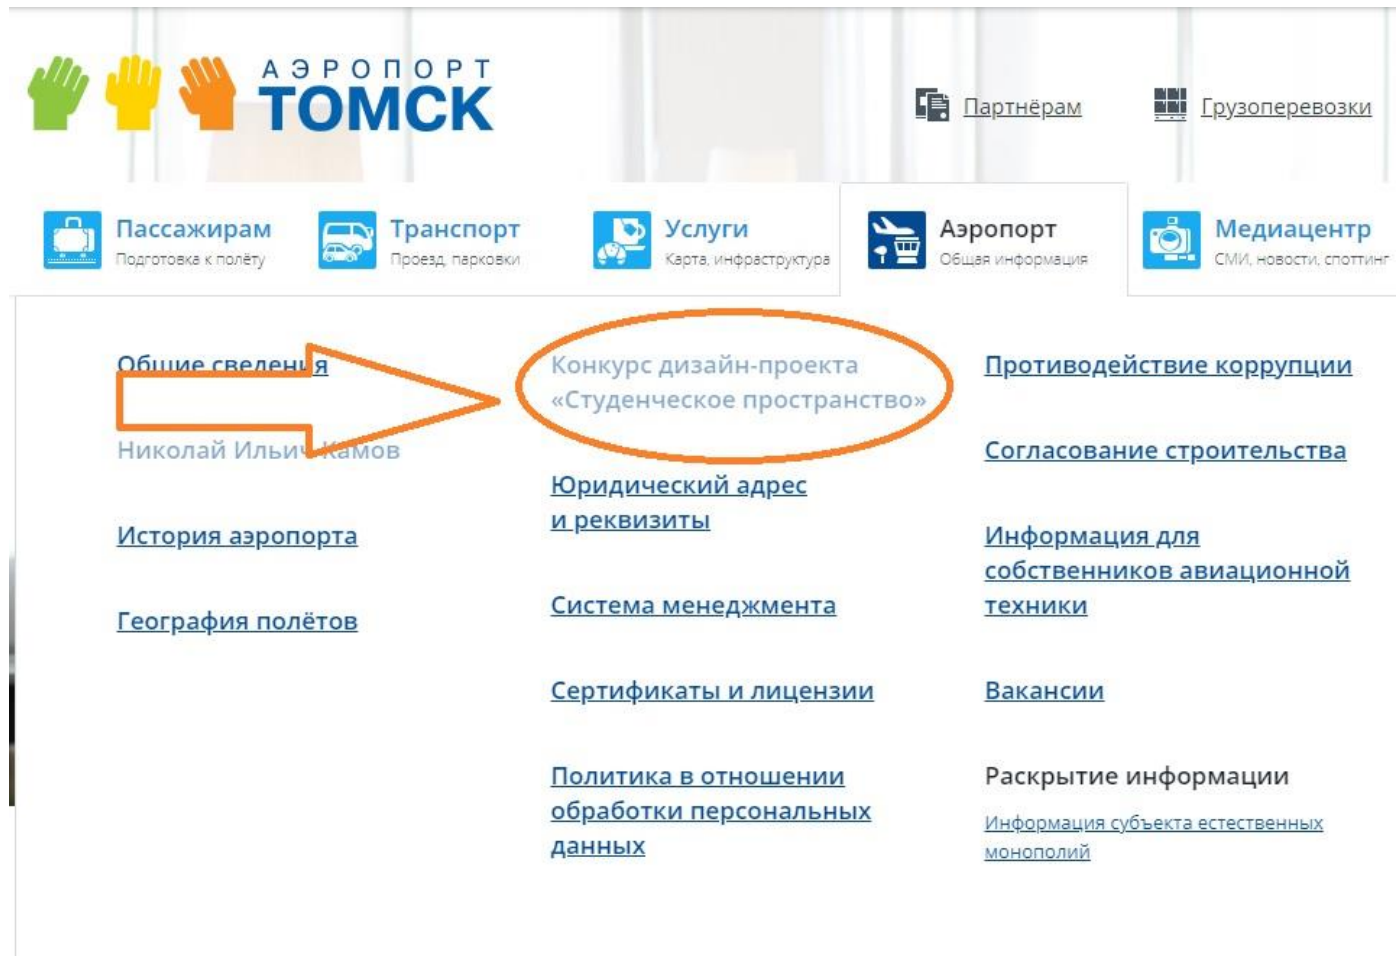 АЭРОПОРТ
ТОМСК
Партнёрам
Грузоперевозки
Пассажирам
Подготовка к полёту
Транспорт
Проезд, парковки
Услуги
Карта, инфраструктура
Аэропорт
Общая информация
Медиацентр
СМИ, новости, споттинг
Общие сведения
Николай Ильич Камов
История аэропорта
География полётов
Конкурс дизайн-проекта
«Студенческое пространство»
Юридический адрес
и реквизиты
Система менеджмента
Сертификаты и лицензии
Политика в отношении
обработки персональных
данных
Противодействие коррупции
Согласование строительства
Информация для
собственников авиационной
техники
Вакансии
Раскрытие информации
Информация субъекта естественных
монополий